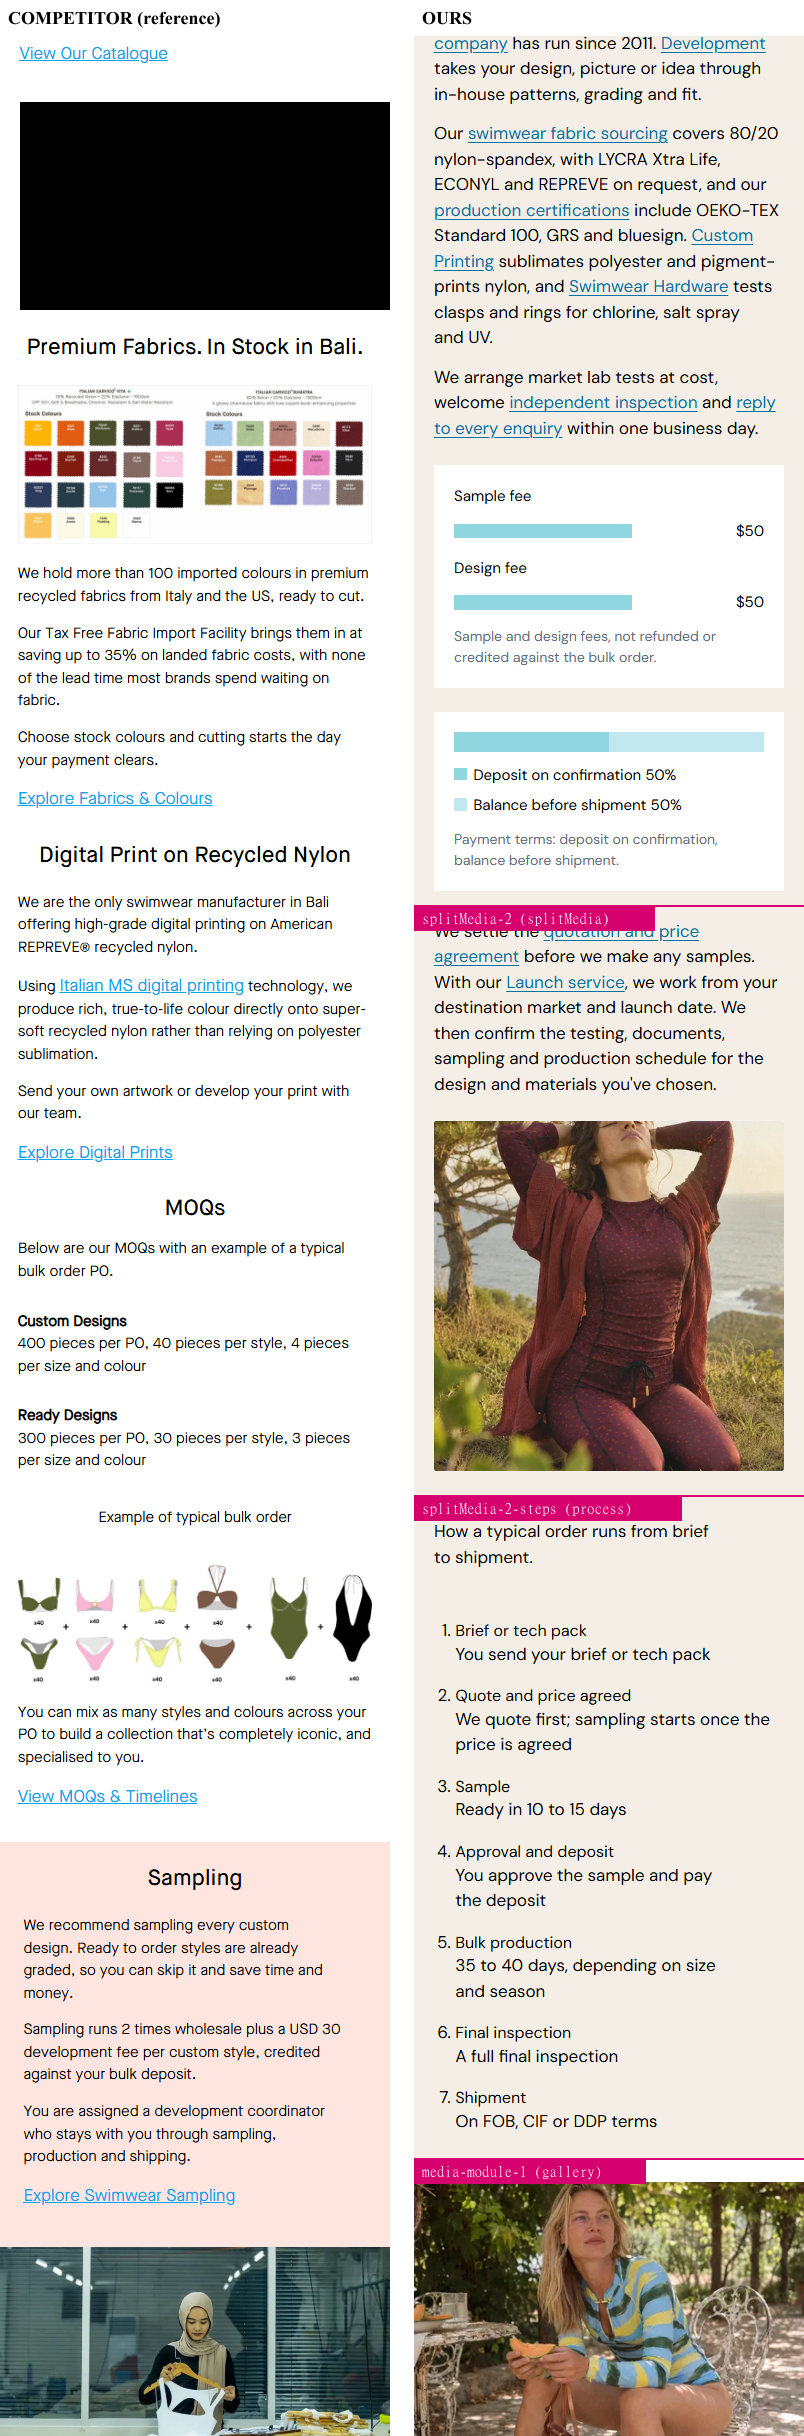 COMPETITOR (reference)
View Our Catalogue
Premium Fabrics. In Stock in Bali.
Stock Colours
Stock Colours
We hold more than 100 imported colours in premium
recycled fabrics from Italy and the US, ready to cut.
Our Tax Free Fabric Import Facility brings them in at
saving up to 35% on landed fabric costs, with none
of the lead time most brands spend waiting on
fabric.
Choose stock colours and cutting starts the day
your payment clears.
Explore Fabrics & Colours
Digital Print on Recycled Nylon
We are the only swimwear manufacturer in Bali
offering high-grade digital printing on American
REPREVE® recycled nylon.
Using Italian MS digital printing technology, we
produce rich, true-to-life colour directly onto super-
soft recycled nylon rather than relying on polyester
sublimation.
Send your own artwork or develop your print with
our team.
Explore Digital Prints
MOQs
Below are our MOQs with an example of a typical
bulk order PO.
Custom Designs
400 pieces per PO, 40 pieces per style, 4 pieces
per size and colour
Ready Designs
300 pieces per PO, 30 pieces per style, 3 pieces
per size and colour
Example of typical bulk order
x40 + x40 + x40 + x40 + + 
x40 x40 x40 x40 x40 x40
You can mix as many styles and colours across your
PO to build a collection that's completely iconic, and
specialised to you.
View MOQs & Timelines
Sampling
We recommend sampling every custom
design. Ready to order styles are already
graded, so you can skip it and save time and
money.
Sampling runs 2 times wholesale plus a USD 30
development fee per custom style, credited
against your bulk deposit.
You are assigned a development coordinator
who stays with you through sampling,
production and shipping.
Explore Swimwear Sampling
OURS
company has run since 2011. Development
takes your design, picture or idea through
in-house patterns, grading and fit.
Our swimwear fabric sourcing covers 80/20
nylon-spandex, with LYCRA Xtra Life,
ECONYL and REPREVE on request, and our
production certifications include OEKO-TEX
Standard 100, GRS and bluesign. Custom
Printing sublimates polyester and pigment-
prints nylon, and Swimwear Hardware tests
clasps and rings for chlorine, salt spray
and UV.
We arrange market lab tests at cost,
welcome independent inspection and reply
to every enquiry within one business day.
Sample fee
$50
Design fee
$50
Sample and design fees, not refunded or
credited against the bulk order.
Deposit on confirmation 50%
Balance before shipment 50%
Payment terms: deposit on confirmation,
balance before shipment.
splitMedia-2 (splitMedia)
We settle the quotation and price
agreement before we make any samples.
With our Launch service, we work from your
destination market and launch date. We
then confirm the testing, documents,
sampling and production schedule for the
design and materials you've chosen.
splitMedia-2-steps (process)
How a typical order runs from brief
to shipment.
1. Brief or tech pack
You send your brief or tech pack
2. Quote and price agreed
We quote first; sampling starts once the
price is agreed
3. Sample
Ready in 10 to 15 days
4. Approval and deposit
You approve the sample and pay
the deposit
5. Bulk production
35 to 40 days, depending on size
and season
6. Final inspection
A full final inspection
7. Shipment
On FOB, CIF or DDP terms
media-module-1 (gallery)